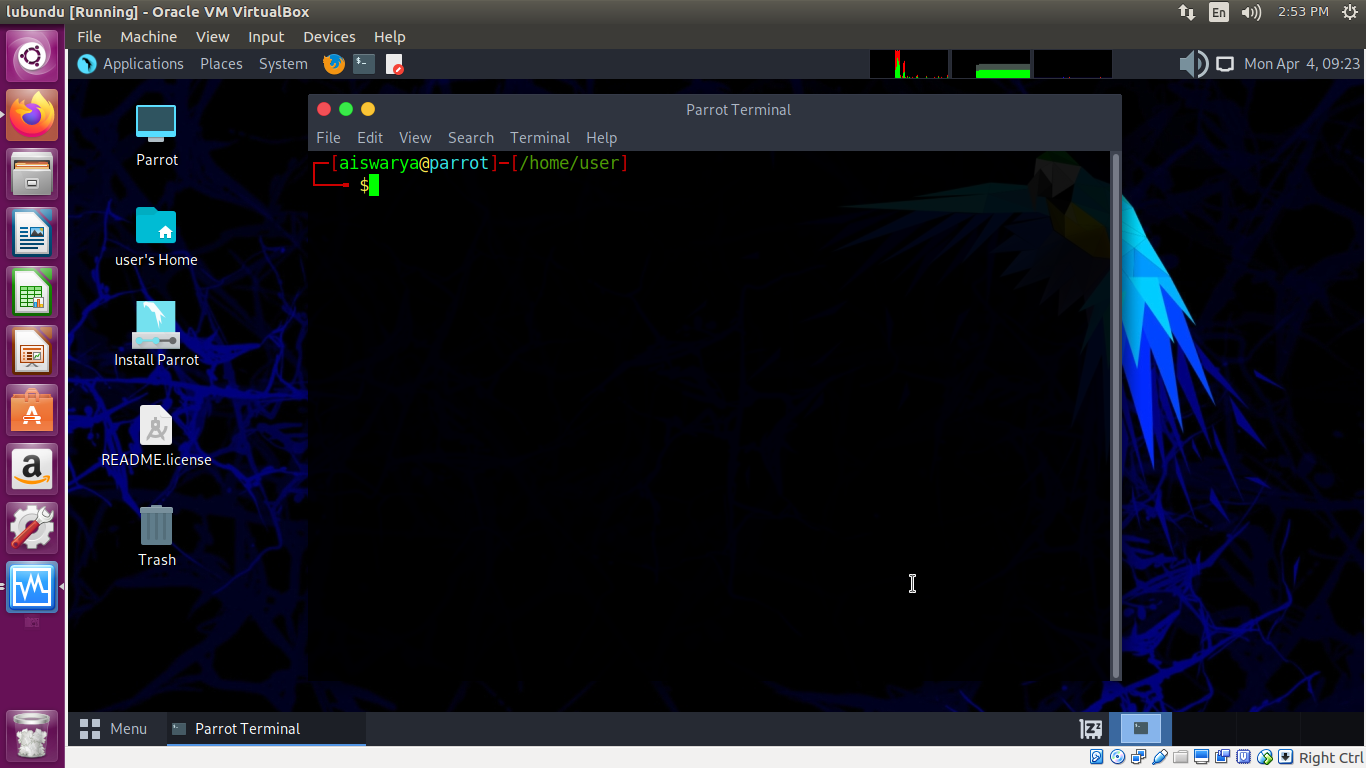 lubundu [Running] - Oracle VM VirtualBox
En
2:53 PM
File Machine View Input Devices Help
Applications Places System
Mon Apr 4, 09:23
Parrot
user's Home
Install Parrot
README.license
Trash
Parrot Terminal
File Edit View Search Terminal Help
[aiswarya@parrot]─[/home/user]
$
Menu
Parrot Terminal
Right Ctrl